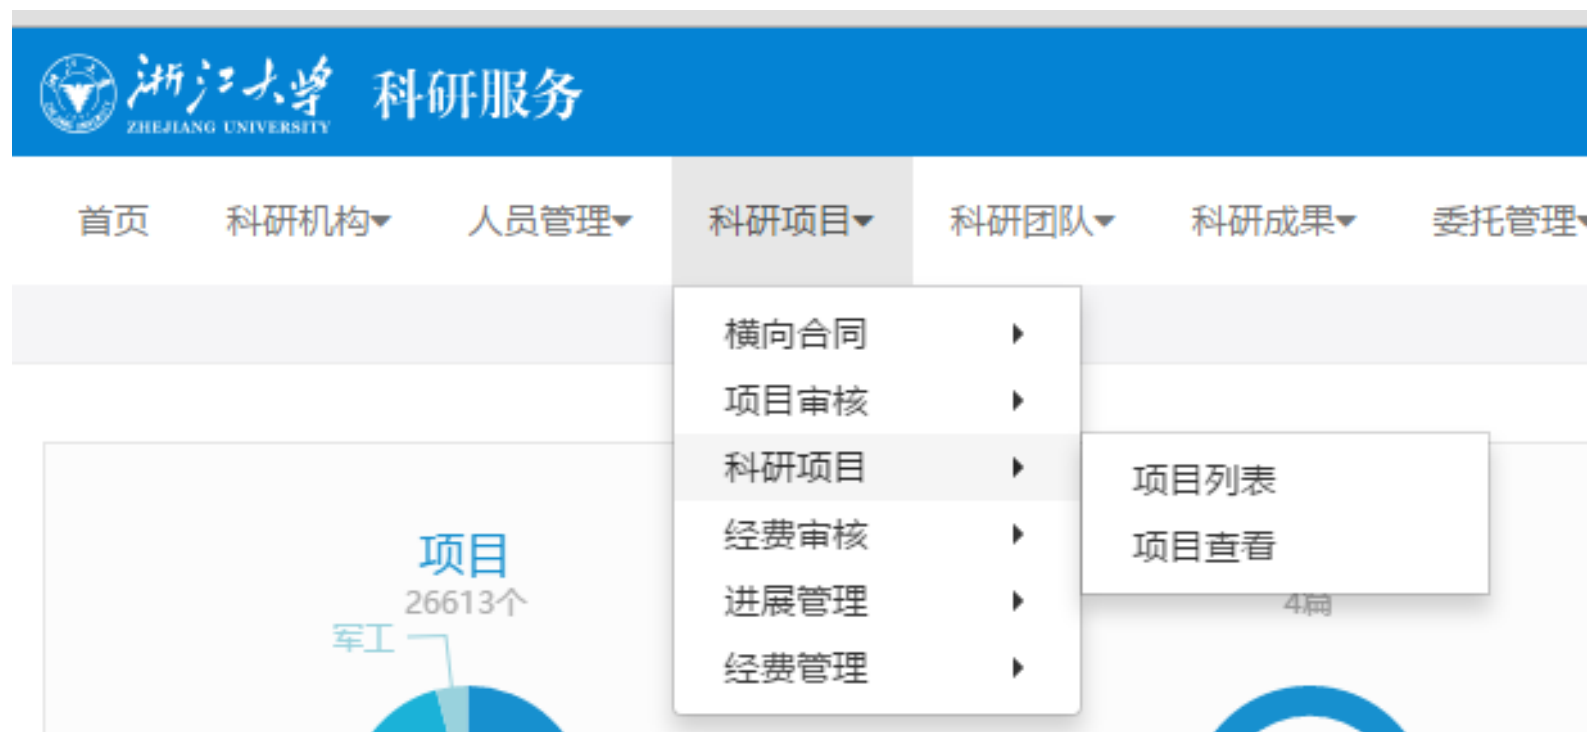 浙江大学 科研服务
ZHEJIANG UNIVERSITY
首页 科研机构 人员管理 科研项目 科研团队 科研成果 委托管理
横向合同
项目审核
科研项目
经费审核
进展管理
经费管理
项目列表
项目查看
项目
26613个
军工
4篇